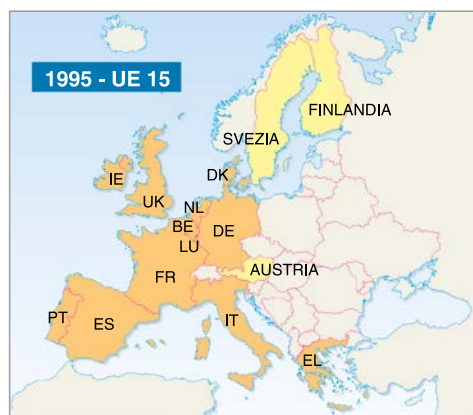 1995 - UE 15
FINLANDIA
SVEZIA
DK
IE
UK
NL
BE
DE
LU
AUSTRIA
FR
PT
ES
IT
EL